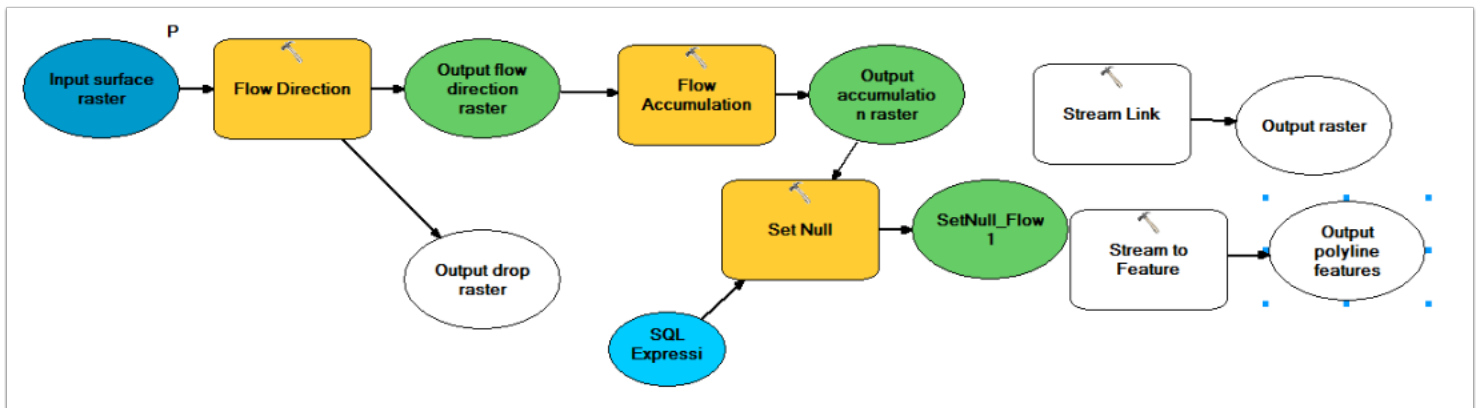 P
Input surface
raster
Flow Direction
Output flow
direction
raster
Flow
Accumulation
Output
accumulatio
n raster
Stream Link
Output raster
Output drop
raster
Set Null
SQL
Expressi
SetNull_Flow
1
Stream to
Feature
Output
polyline
features